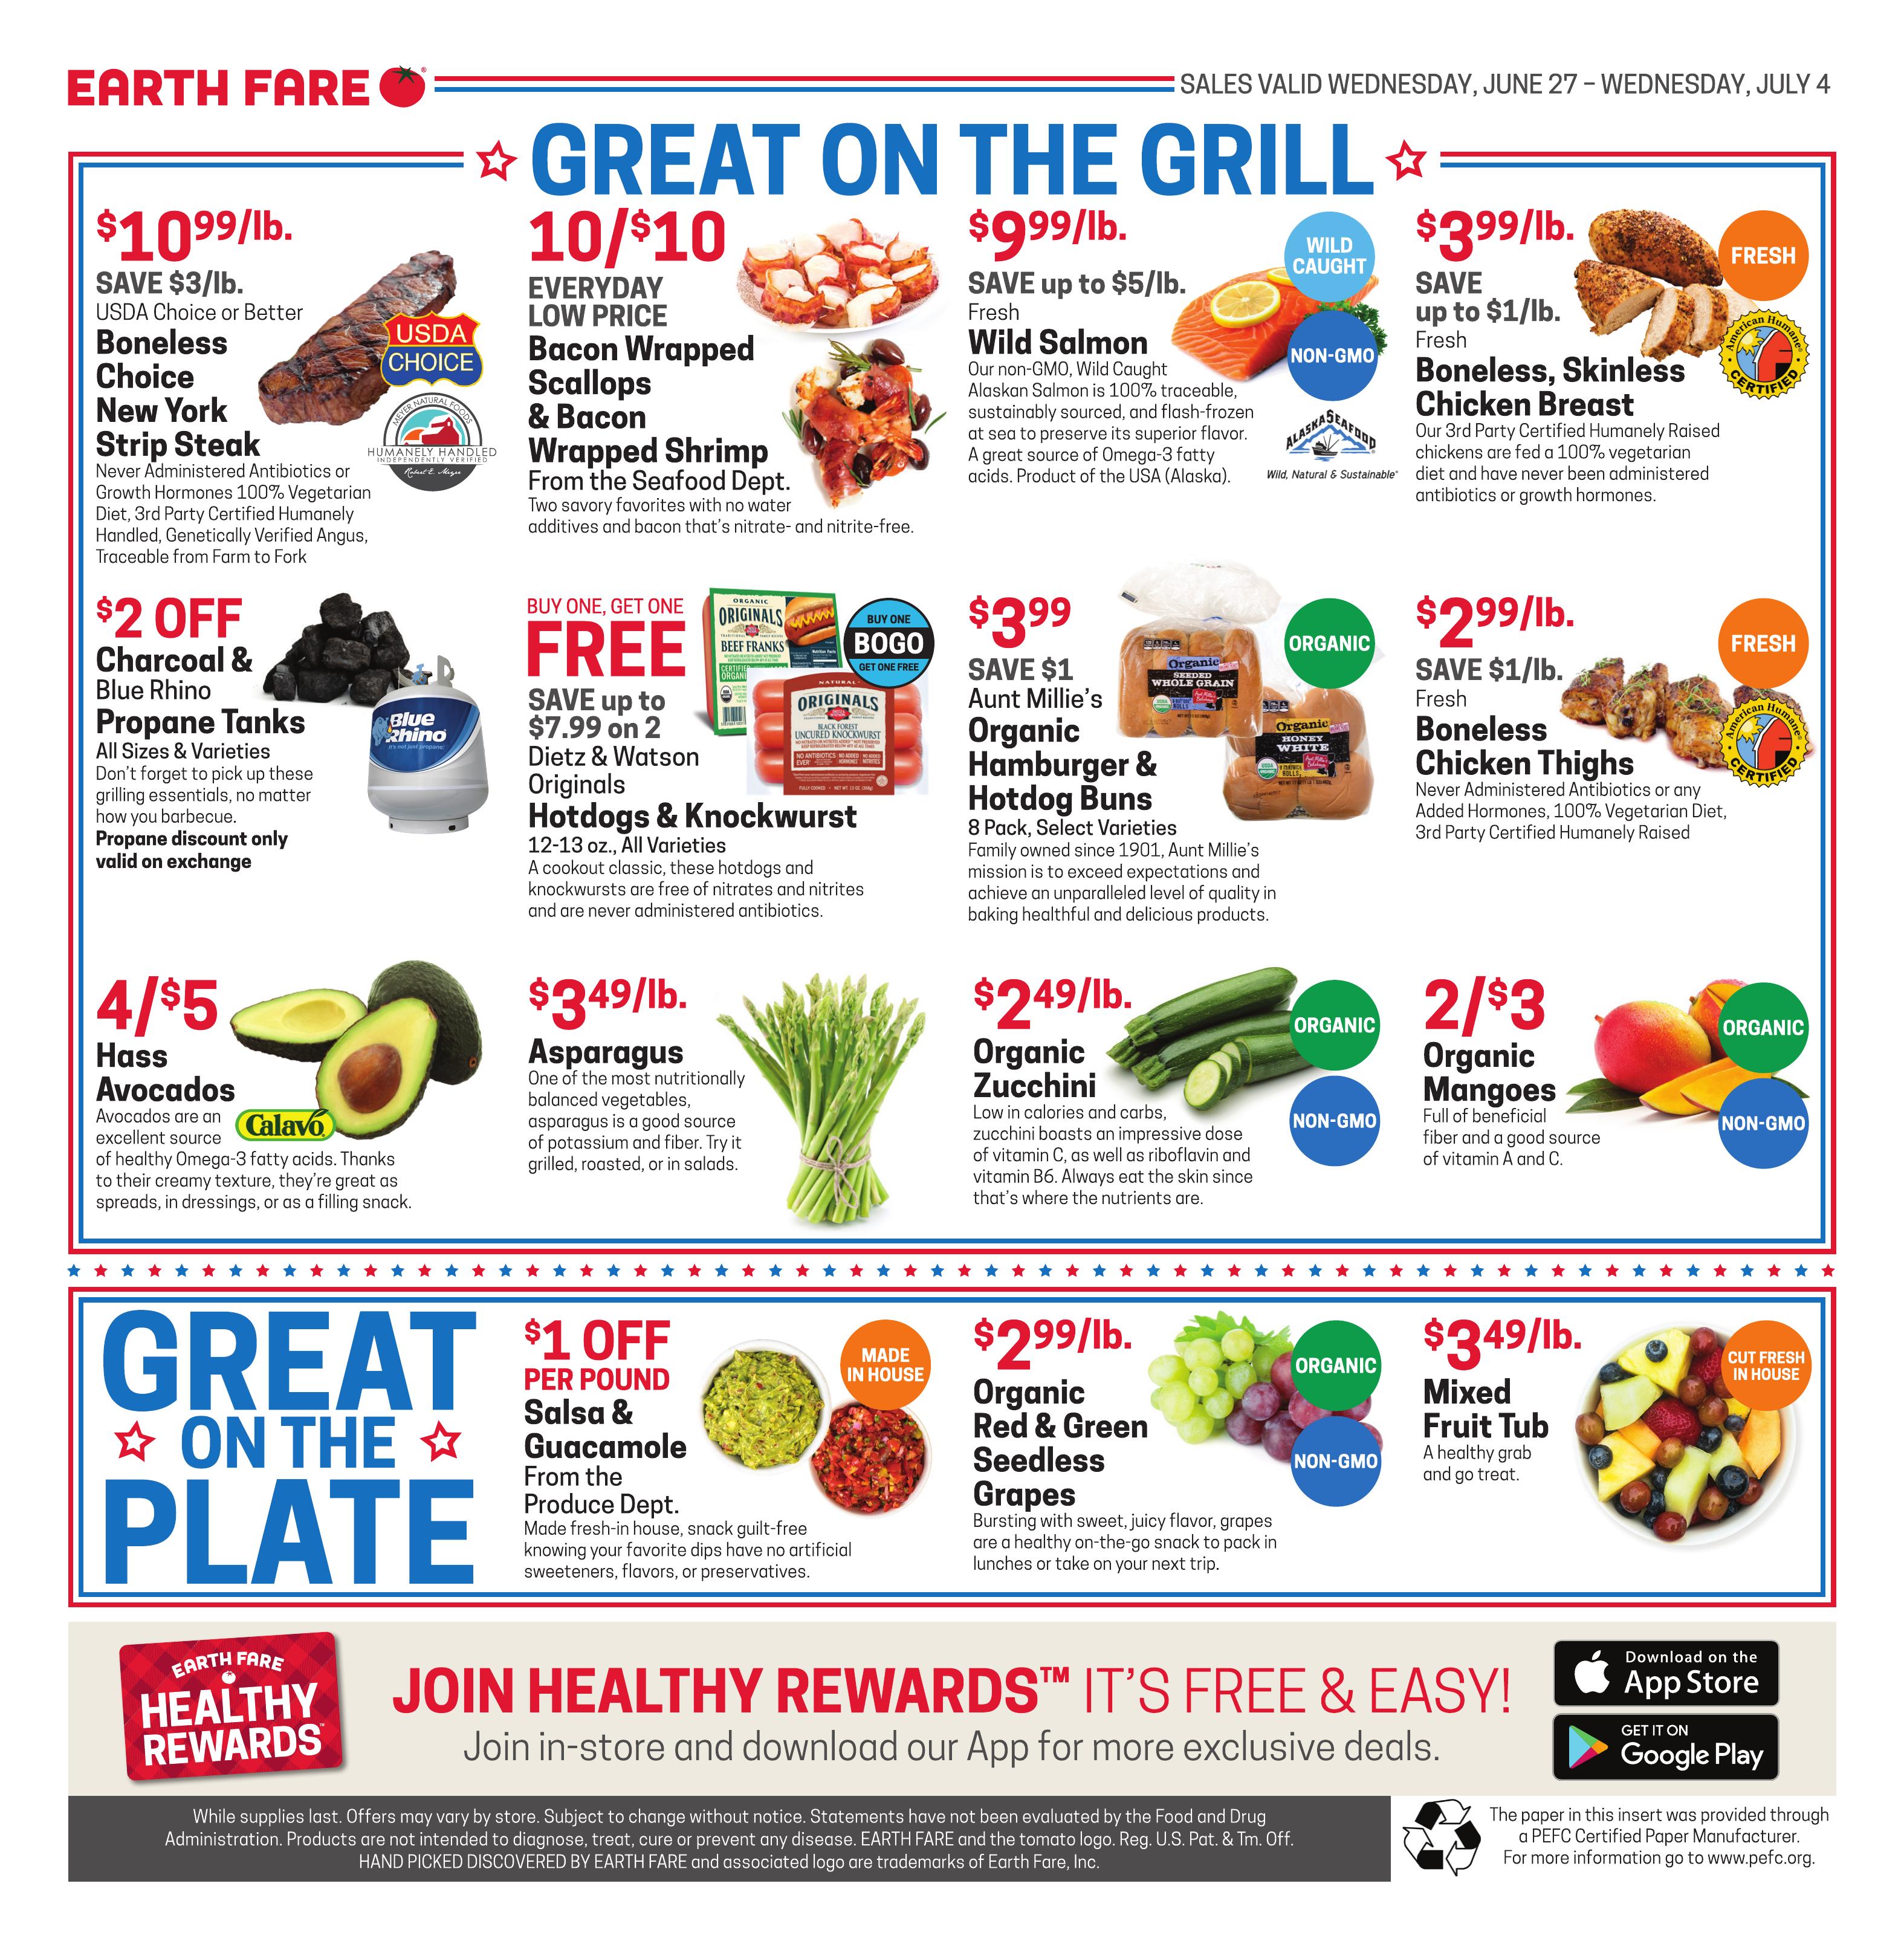 EARTH FARE
SALES VALID WEDNESDAY, JUNE 27 – WEDNESDAY, JULY 4
GREAT ON THE GRILL
$10.99/lb.
SAVE $3/lb.
USDA Choice or Better
Boneless
Choice
New York
Strip Steak
Never Administered Antibiotics or
Growth Hormones 100% Vegetarian
Diet, 3rd Party Certified Humanely
Handled, Genetically Verified Angus,
Traceable from Farm to Fork
USDA
CHOICE
MEYER NATURAL FOODS
HUMANELY HANDLED
INDEPENDENTLY VERIFIED
Robert E. Meyer
10/$10
EVERYDAY
LOW PRICE
Bacon Wrapped
Scallops
& Bacon
Wrapped Shrimp
From the Seafood Dept.
Two savory favorites with no water
additives and bacon that's nitrate- and nitrite-free.
$9.99/lb.
SAVE up to $5/lb.
Fresh
Wild Salmon
Our non-GMO, Wild Caught
Alaskan Salmon is 100% traceable,
sustainably sourced, and flash-frozen
at sea to preserve its superior flavor.
A great source of Omega-3 fatty
acids. Product of the USA (Alaska).
WILD
CAUGHT
NON-GMO
ALASKA SEAFOOD
Wild, Natural & Sustainable®
$3.99/lb.
SAVE
up to $1/lb.
Fresh
Boneless, Skinless
Chicken Breast
Our 3rd Party Certified Humanely Raised
chickens are fed a 100% vegetarian
diet and have never been administered
antibiotics or growth hormones.
FRESH
American Humane
CERTIFIED
$2 OFF
Charcoal &
Blue Rhino
Propane Tanks
All Sizes & Varieties
Don't forget to pick up these
grilling essentials, no matter
how you barbecue.
Propane discount only
valid on exchange
Blue
Rhino
It's not just propane
BUY ONE, GET ONE
FREE
SAVE up to
$7.99 on 2
Dietz & Watson
Originals
Hotdogs & Knockwurst
12-13 oz., All Varieties
A cookout classic, these hotdogs and
knockwursts are free of nitrates and nitrites
and are never administered antibiotics.
ORGANIC
ORIGINALS
BEEF FRANKS
CERTIFIED
BUY ONE
BOGO
GET ONE FREE
NATURAL
ORIGINALS
BLACK FOREST
UNCURED KNOCKWURST
$3.99
SAVE $1
Aunt Millie's
Organic
Hamburger &
Hotdog Buns
8 Pack, Select Varieties
Family owned since 1901, Aunt Millie's
mission is to exceed expectations and
achieve an unparalleled level of quality in
baking healthful and delicious products.
Organic
SEEDED
WHOLE GRAIN
Organic
HONEY
WHITE
ORGANIC
$2.99/lb.
SAVE $1/lb.
Fresh
Boneless
Chicken Thighs
Never Administered Antibiotics or any
Added Hormones, 100% Vegetarian Diet,
3rd Party Certified Humanely Raised
FRESH
American Humane
CERTIFIED
4/$5
Hass
Avocados
Avocados are an
excellent source
of healthy Omega-3 fatty acids. Thanks
to their creamy texture, they're great as
spreads, in dressings, or as a filling snack.
Calavo
$3.49/lb.
Asparagus
One of the most nutritionally
balanced vegetables,
asparagus is a good source
of potassium and fiber. Try it
grilled, roasted, or in salads.
$2.49/lb.
Organic
Zucchini
Low in calories and carbs,
zucchini boasts an impressive dose
of vitamin C, as well as riboflavin and
vitamin B6. Always eat the skin since
that's where the nutrients are.
ORGANIC
NON-GMO
2/$3
Organic
Mangoes
Full of beneficial
fiber and a good source
of vitamin A and C.
ORGANIC
NON-GMO
GREAT
ON THE
PLATE
$1 OFF
PER POUND
Salsa &
Guacamole
From the
Produce Dept.
Made fresh-in house, snack guilt-free
knowing your favorite dips have no artificial
sweeteners, flavors, or preservatives.
MADE
IN HOUSE
$2.99/lb.
Organic
Red & Green
Seedless
Grapes
Bursting with sweet, juicy flavor, grapes
are a healthy on-the-go snack to pack in
lunches or take on your next trip.
ORGANIC
NON-GMO
$3.49/lb.
Mixed
Fruit Tub
A healthy grab
and go treat.
CUT FRESH
IN HOUSE
EARTH FARE
HEALTHY
REWARDS™
JOIN HEALTHY REWARDS™ IT'S FREE & EASY!
Join in-store and download our App for more exclusive deals.
Download on the
App Store
GET IT ON
Google Play
While supplies last. Offers may vary by store. Subject to change without notice. Statements have not been evaluated by the Food and Drug
Administration. Products are not intended to diagnose, treat, cure or prevent any disease. EARTH FARE and the tomato logo. Reg. U.S. Pat. & Tm. Off.
HAND PICKED DISCOVERED BY EARTH FARE and associated logo are trademarks of Earth Fare, Inc.
The paper in this insert was provided through
a PEFC Certified Paper Manufacturer.
For more information go to www.pefc.org.